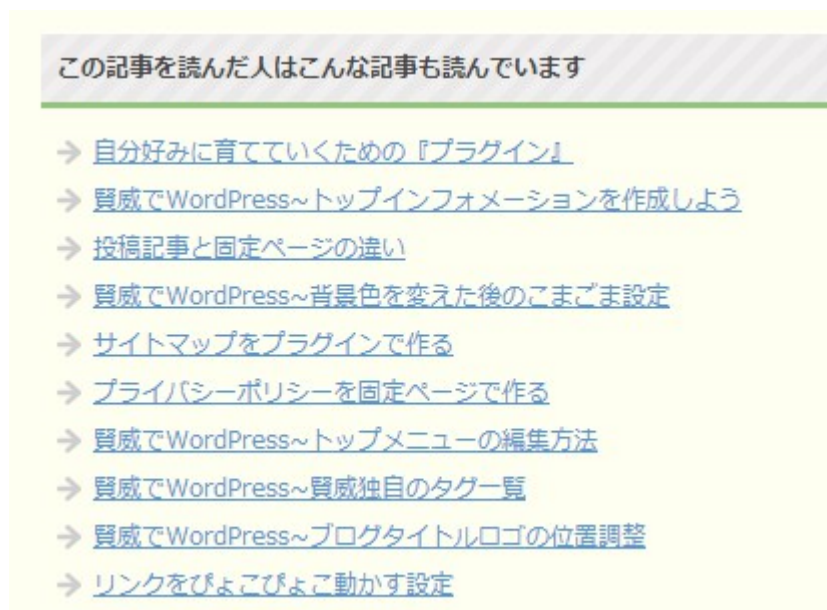 この記事を読んだ人はこんな記事も読んでいます
自分好みに育てていくための『プラグイン』
賢威でWordPress~トップインフォメーションを作成しよう
投稿記事と固定ページの違い
賢威でWordPress~背景色を変えた後のこまごま設定
サイトマップをプラグインで作る
プライバシーポリシーを固定ページで作る
賢威でWordPress~トップメニューの編集方法
賢威でWordPress~賢威独自のタグ一覧
賢威でWordPress~ブログタイトルロゴの位置調整
リンクをぴょこぴょこ動かす設定